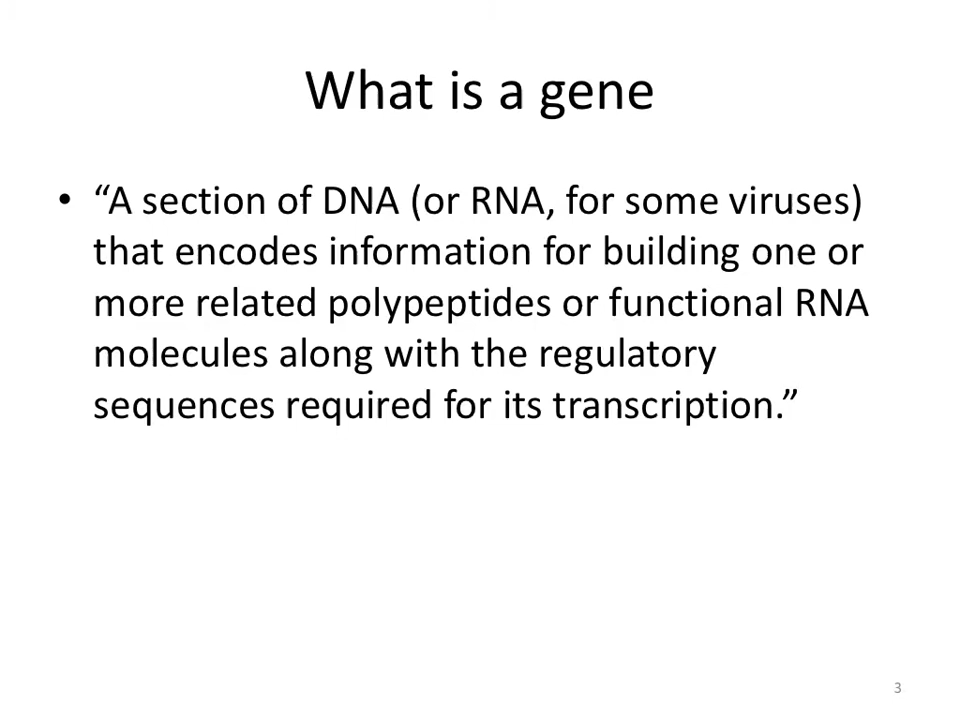 What is a gene
• “A section of DNA (or RNA, for some viruses)
that encodes information for building one or
more related polypeptides or functional RNA
molecules along with the regulatory
sequences required for its transcription.”
3